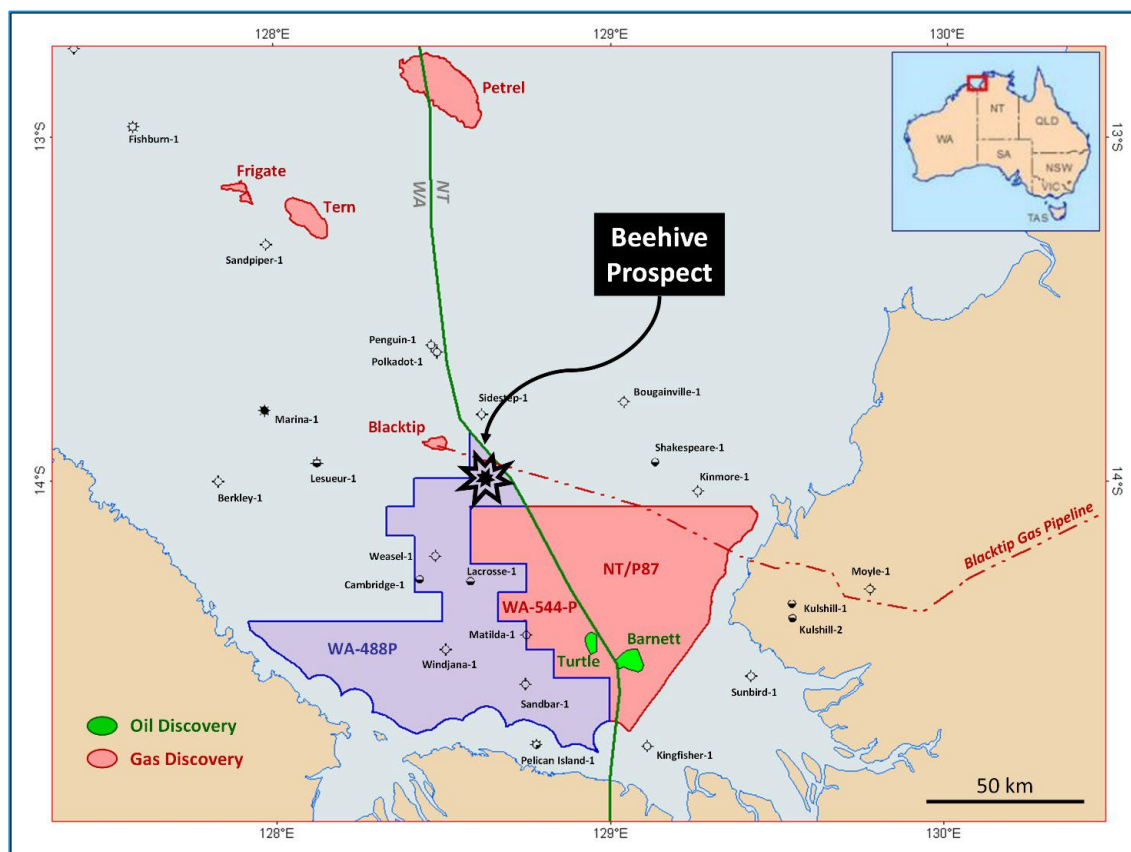 128°E
129°E
130°E
Petrel
13°S
13°S
Fishburn-1
NT
WA
Frigate
Tern
Sandpiper-1
Beehive
Prospect
NT
QLD
WA
SA
NSW
VIC
TAS
Penguin-1
Polkadot-1
Sidestep-1
Bougainville-1
Marina-1
Blacktip
Lesueur-1
Shakespeare-1
Kinmore-1
14°S
14°S
Berkley-1
Blacktip Gas Pipeline
Weasel-1
NT/P87
Moyle-1
Cambridge-1
Lacrosse-1
WA-544-P
Kulshill-1
Kulshill-2
Matilda-1
Barnett
WA-488P
Windjana-1
Turtle
Sunbird-1
Sandbar-1
Oil Discovery
Gas Discovery
Pelican Island-1
Kingfisher-1
50 km
128°E
129°E
130°E